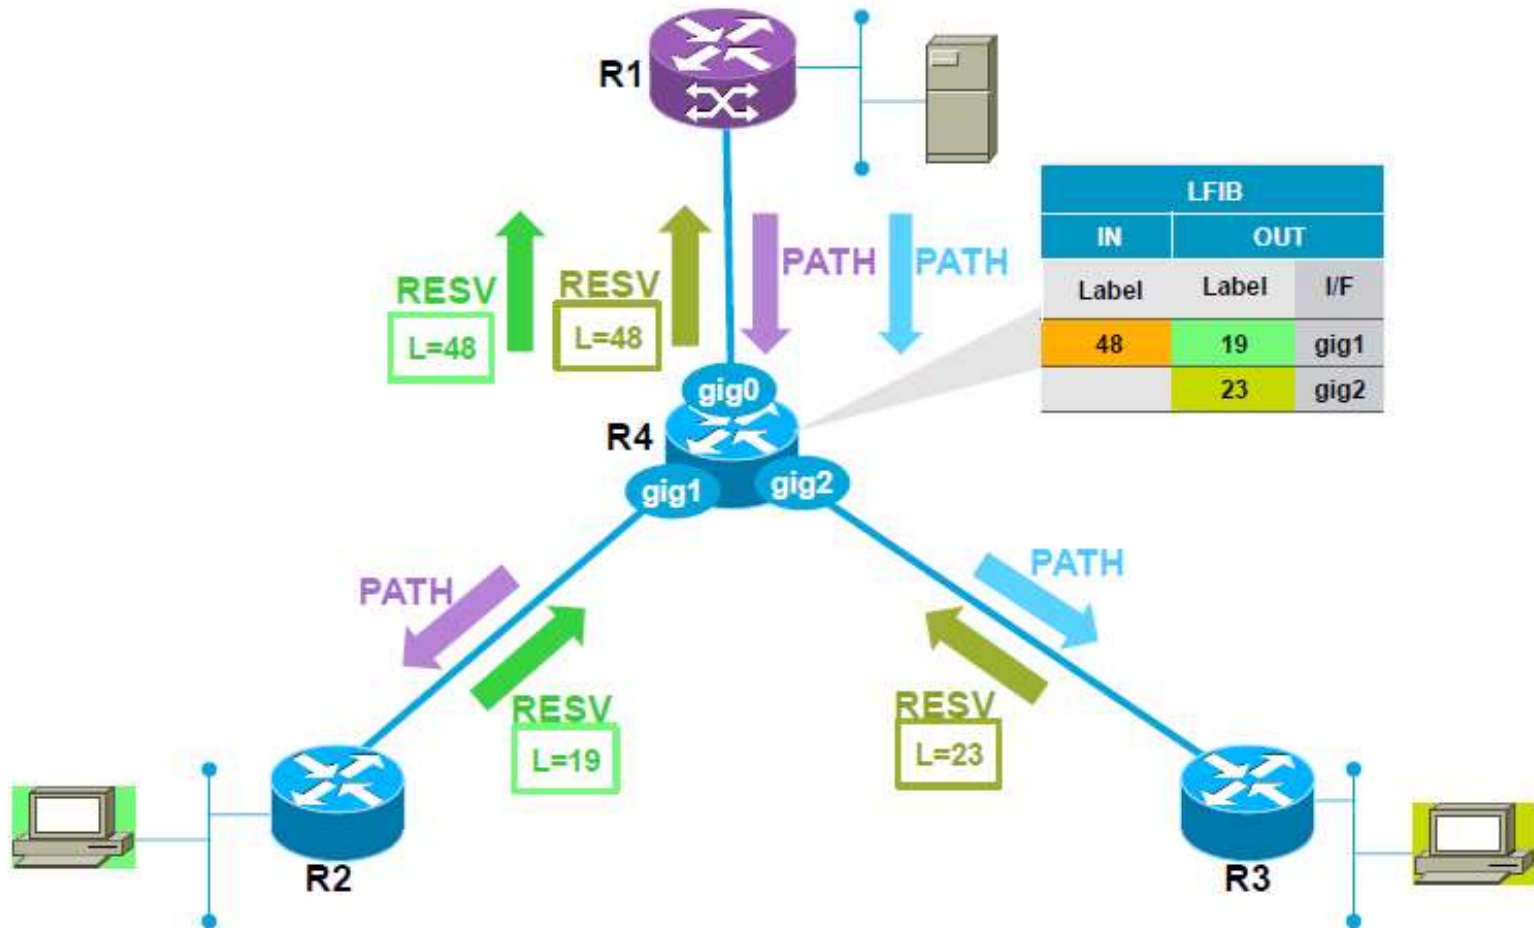 R1
LFIB
IN OUT
Label Label I/F
48 19 gig1
23 gig2
PATH PATH
RESV RESV
L=48 L=48
gig0
R4
gig1 gig2
PATH PATH
RESV RESV
L=19 L=23
R2 R3